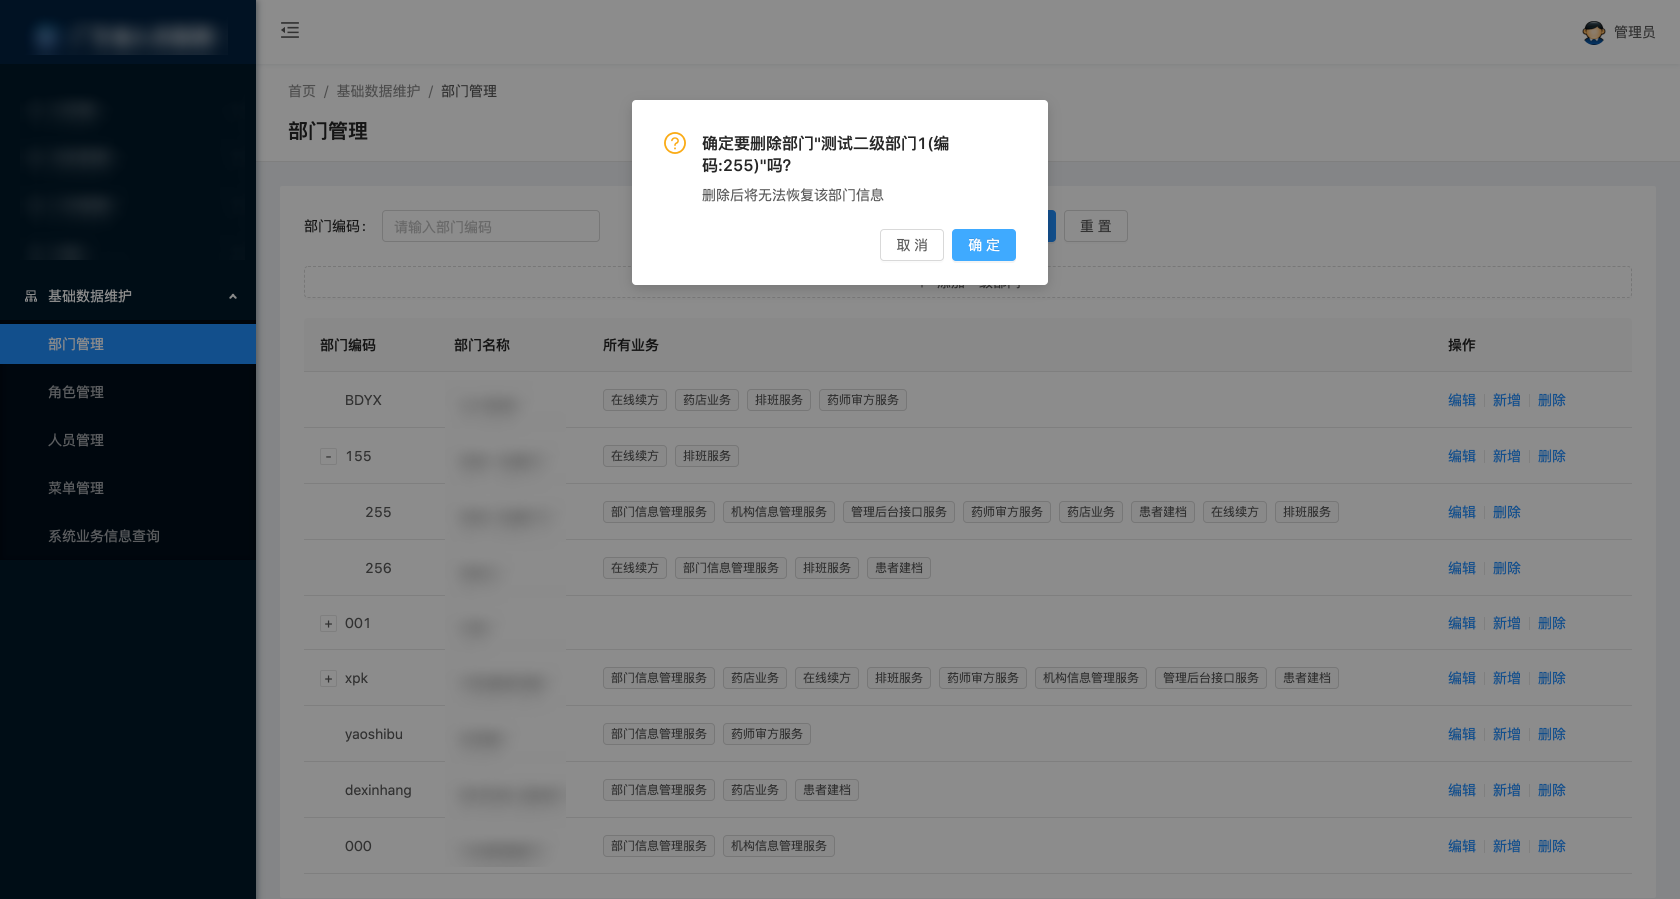 管理员
首页 / 基础数据维护 / 部门管理
部门管理
确定要删除部门"测试二级部门1(编
码:255)"吗?
删除后将无法恢复该部门信息
取 消 确 定
部门编码： 请输入部门编码 重 置
基础数据维护
部门管理
角色管理
人员管理
菜单管理
系统业务信息查询
部门编码 部门名称 所有业务 操作
BDYX 在线续方 药店业务 排班服务 药师审方服务 编辑 新增 删除
- 155 在线续方 排班服务 编辑 新增 删除
255 部门信息管理服务 机构信息管理服务 管理后台接口服务 药师审方服务 药店业务 患者建档 在线续方 排班服务 编辑 删除
256 在线续方 部门信息管理服务 排班服务 患者建档 编辑 删除
+ 001 编辑 新增 删除
+ xpk 部门信息管理服务 药店业务 在线续方 排班服务 药师审方服务 机构信息管理服务 管理后台接口服务 患者建档 编辑 新增 删除
yaoshibu 部门信息管理服务 药师审方服务 编辑 新增 删除
dexinhang 部门信息管理服务 药店业务 患者建档 编辑 新增 删除
000 部门信息管理服务 机构信息管理服务 编辑 新增 删除